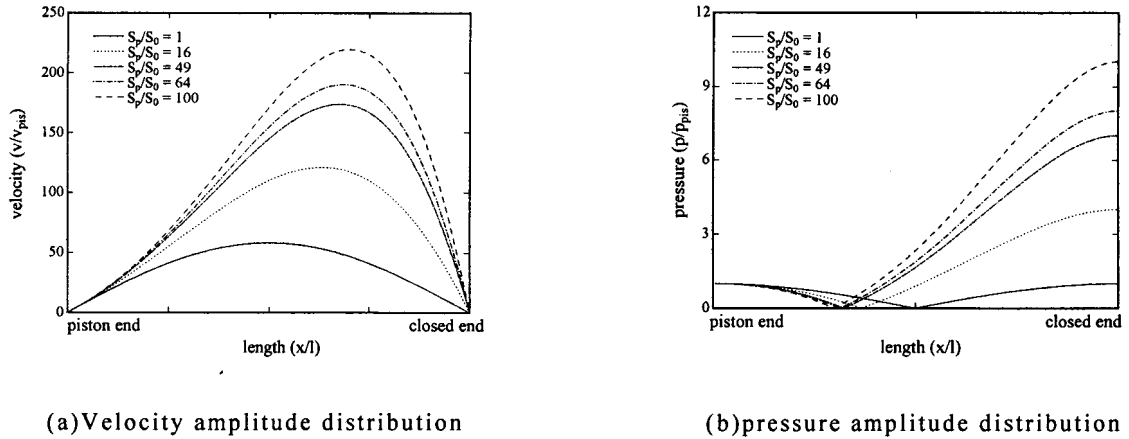 250
200
150
100
50
0
velocity (v/v_pis)
S_p/S_0 = 1
S_p/S_0 = 16
S_p/S_0 = 49
S_p/S_0 = 64
S_p/S_0 = 100
piston end
closed end
length (x/l)
(a)Velocity amplitude distribution
12
9
6
3
0
pressure (p/p_pis)
S_p/S_0 = 1
S_p/S_0 = 16
S_p/S_0 = 49
S_p/S_0 = 64
S_p/S_0 = 100
piston end
closed end
length (x/l)
(b)pressure amplitude distribution